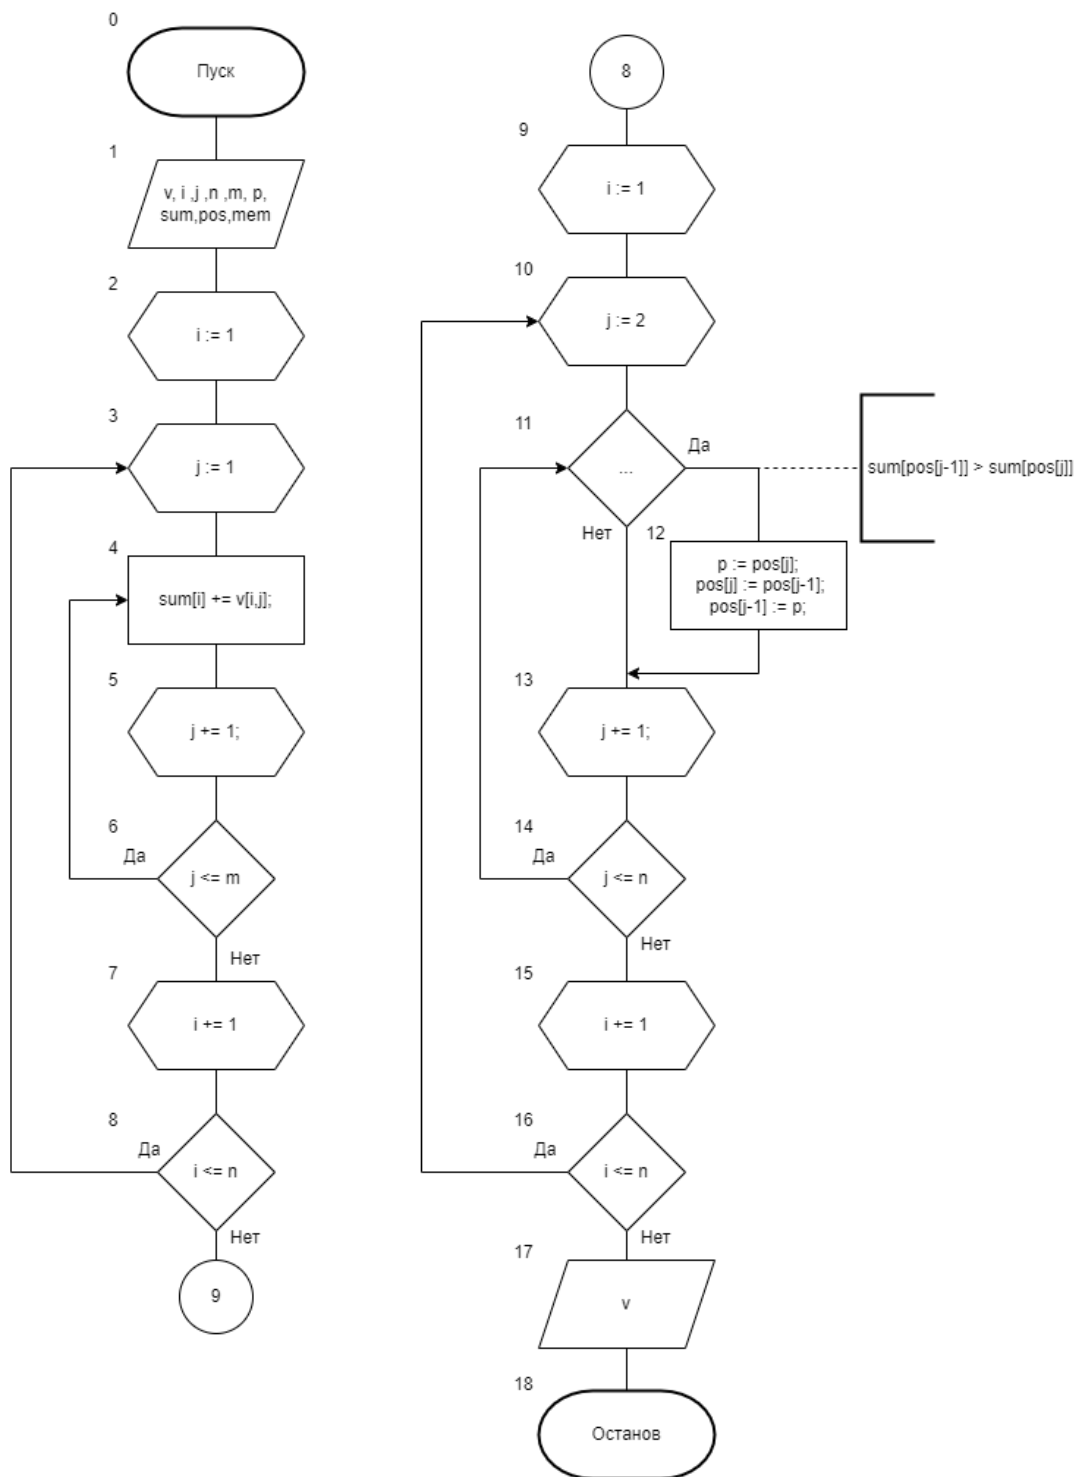 0
Пуск
1
v, i ,j ,n ,m, p,
sum,pos,mem
2
i := 1
3
j := 1
4
sum[i] += v[i,j];
5
j += 1;
6
Да
j <= m
Нет
7
i += 1
8
Да
i <= n
Нет
9
8
9
i := 1
10
j := 2
11
...
Да
Нет
sum[pos[j-1]] > sum[pos[j]]
12
p := pos[j];
pos[j] := pos[j-1];
pos[j-1] := p;
13
j += 1;
14
Да
j <= n
Нет
15
i += 1
16
Да
i <= n
Нет
17
v
18
Останов